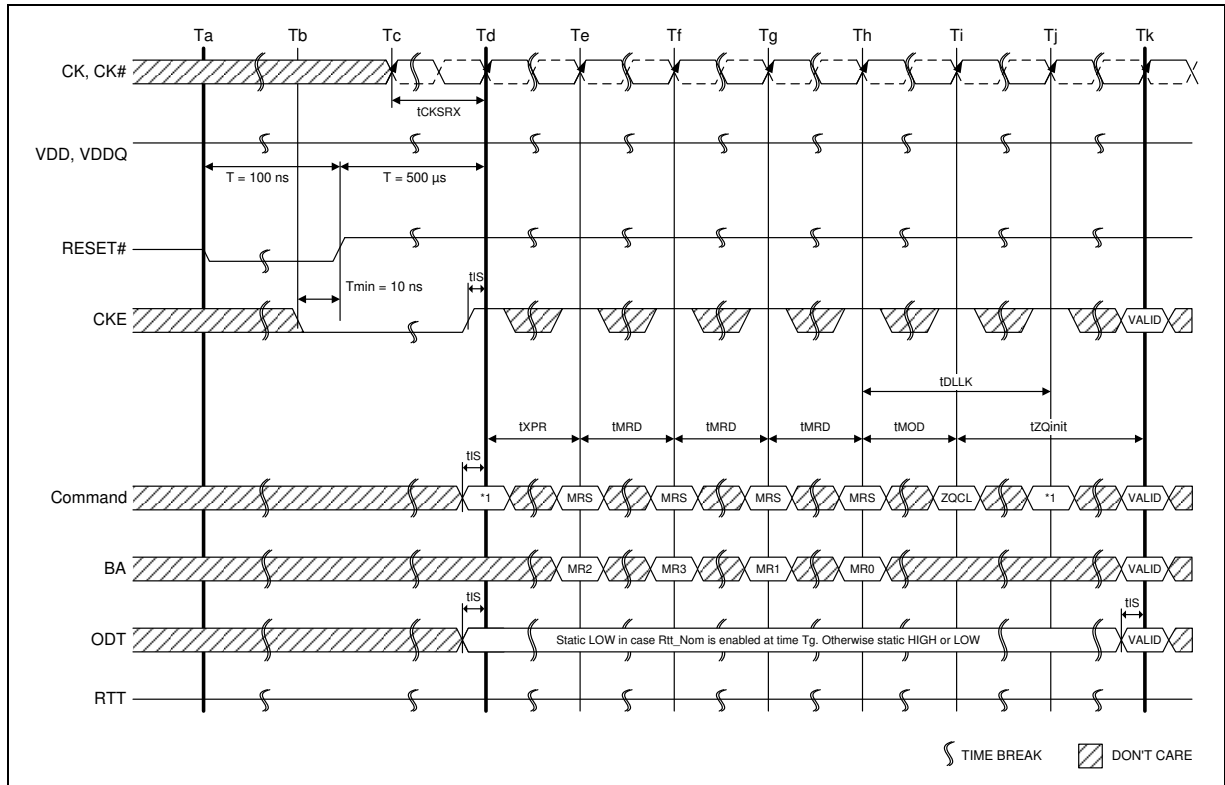 Ta Tb Tc Td Te Tf Tg Th Ti Tj Tk
CK, CK#
tCKSRX
VDD, VDDQ
T = 100 ns T = 500 µs
RESET#
Tmin = 10 ns tIS
CKE VALID
tDLLK
tXPR tMRD tMRD tMRD tMOD tZQinit
tIS
Command *1 MRS MRS MRS MRS ZQCL *1 VALID
BA MR2 MR3 MR1 MR0 VALID
tIS tIS
ODT Static LOW in case Rtt_Nom is enabled at time Tg. Otherwise static HIGH or LOW VALID
RTT
TIME BREAK DON'T CARE